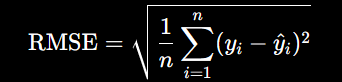 RMSE = \sqrt{\frac{1}{n} \sum_{i=1}^{n} (y_i - \hat{y}_i)^2}